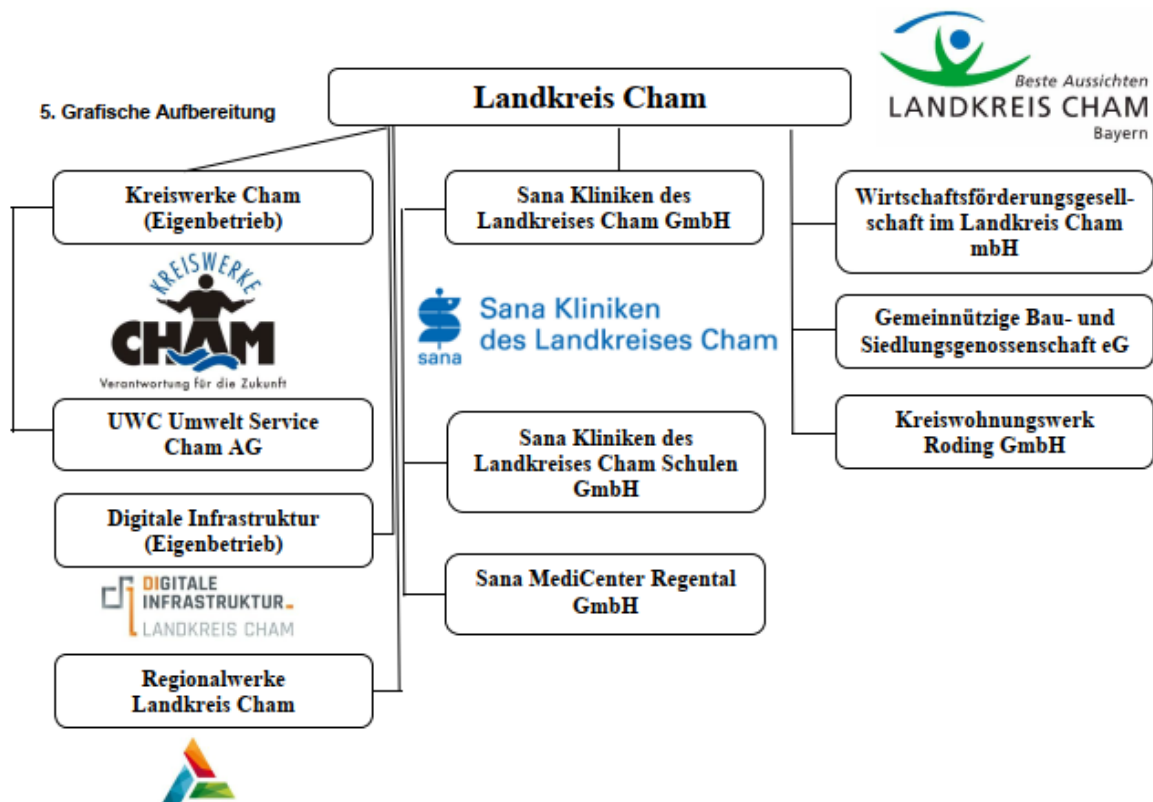 5. Grafische Aufbereitung
Landkreis Cham
Beste Aussichten
LANDKREIS CHAM
Bayern
Kreiswerke Cham
(Eigenbetrieb)
KREISWERKE
CHAM
Verantwortung für die Zukunft
UWC Umwelt Service
Cham AG
Digitale Infrastruktur
(Eigenbetrieb)
DIGITALE
INFRASTRUKTUR_
LANDKREIS CHAM
Regionalwerke
Landkreis Cham
Sana Kliniken des
Landkreises Cham GmbH
sana
Sana Kliniken
des Landkreises Cham
Sana Kliniken des
Landkreises Cham Schulen
GmbH
Sana MediCenter Regental
GmbH
Wirtschaftsförderungsgesell-
schaft im Landkreis Cham
mbH
Gemeinnützige Bau- und
Siedlungsgenossenschaft eG
Kreiswohnungswerk
Roding GmbH